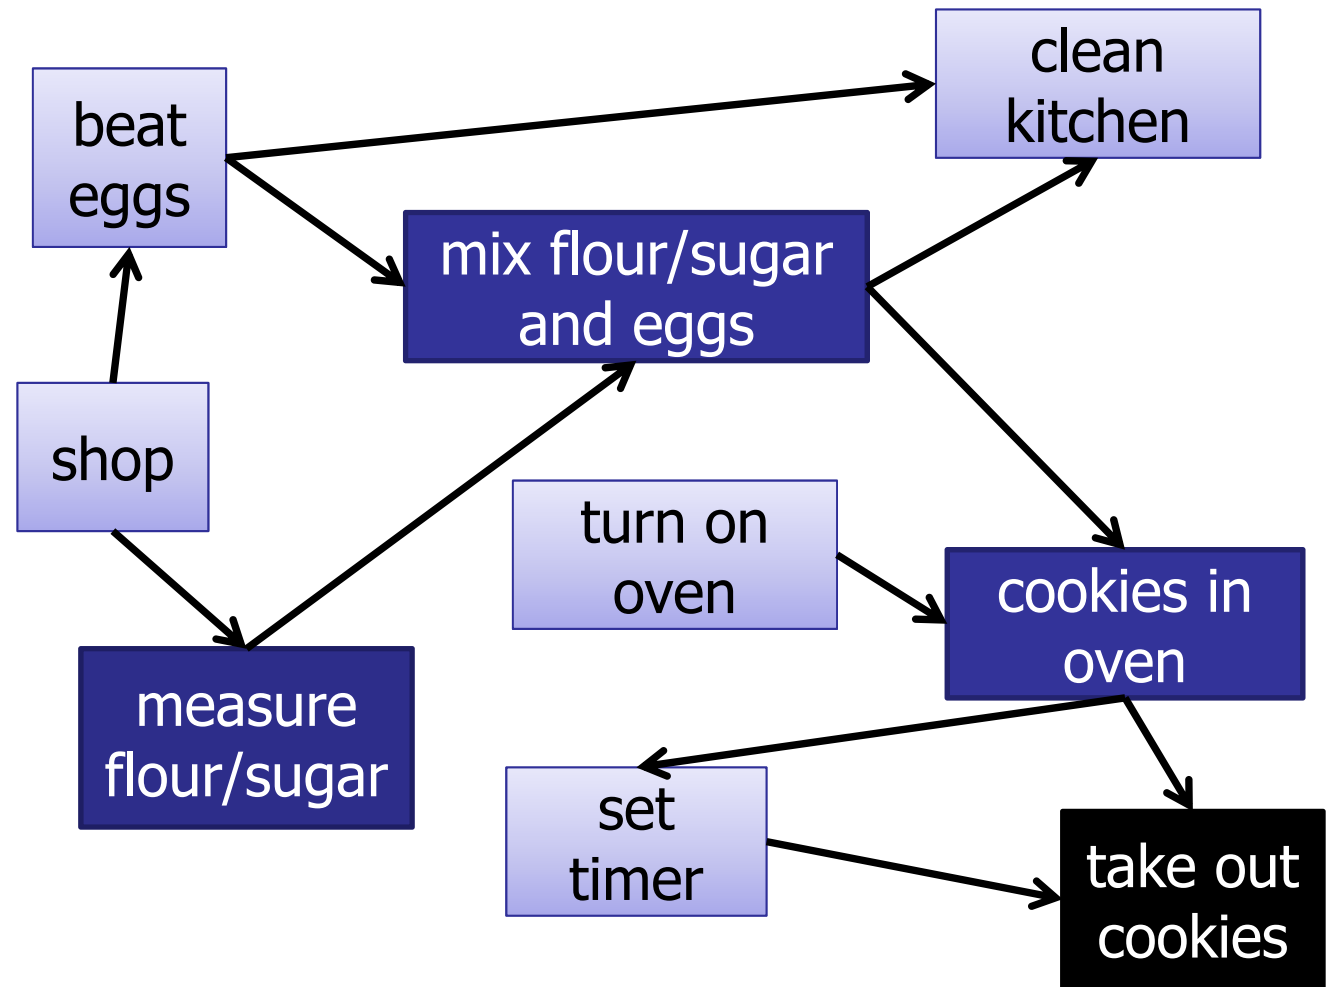 clean
kitchen
beat
eggs
mix flour/sugar
and eggs
shop
turn on
oven
cookies in
oven
measure
flour/sugar
set
timer
take out
cookies